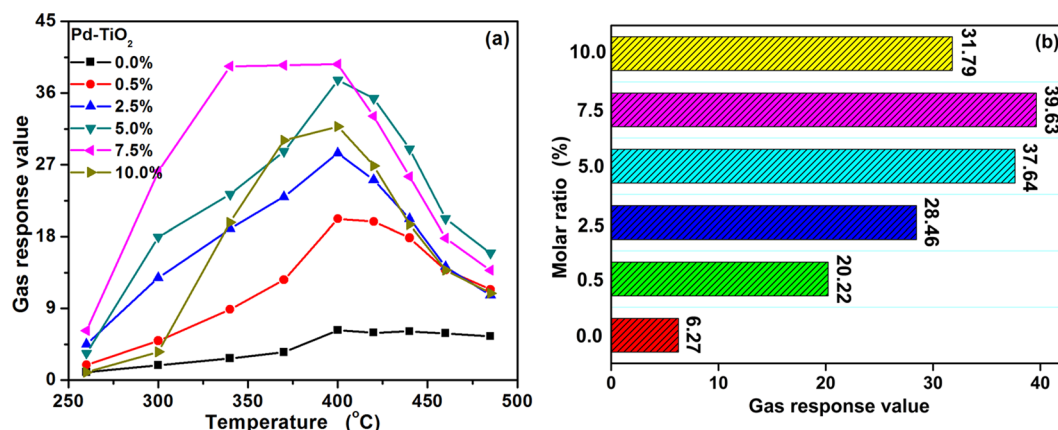 45
36
27
18
9
0
Gas response value
Pd-TiO2
0.0%
0.5%
2.5%
5.0%
7.5%
10.0%
(a)
250 300 350 400 450 500
Temperature (°C)
(b)
Molar ratio (%)
10.0 31.79
7.5 39.63
5.0 37.64
2.5 28.46
0.5 20.22
0.0 6.27
0 10 20 30 40
Gas response value